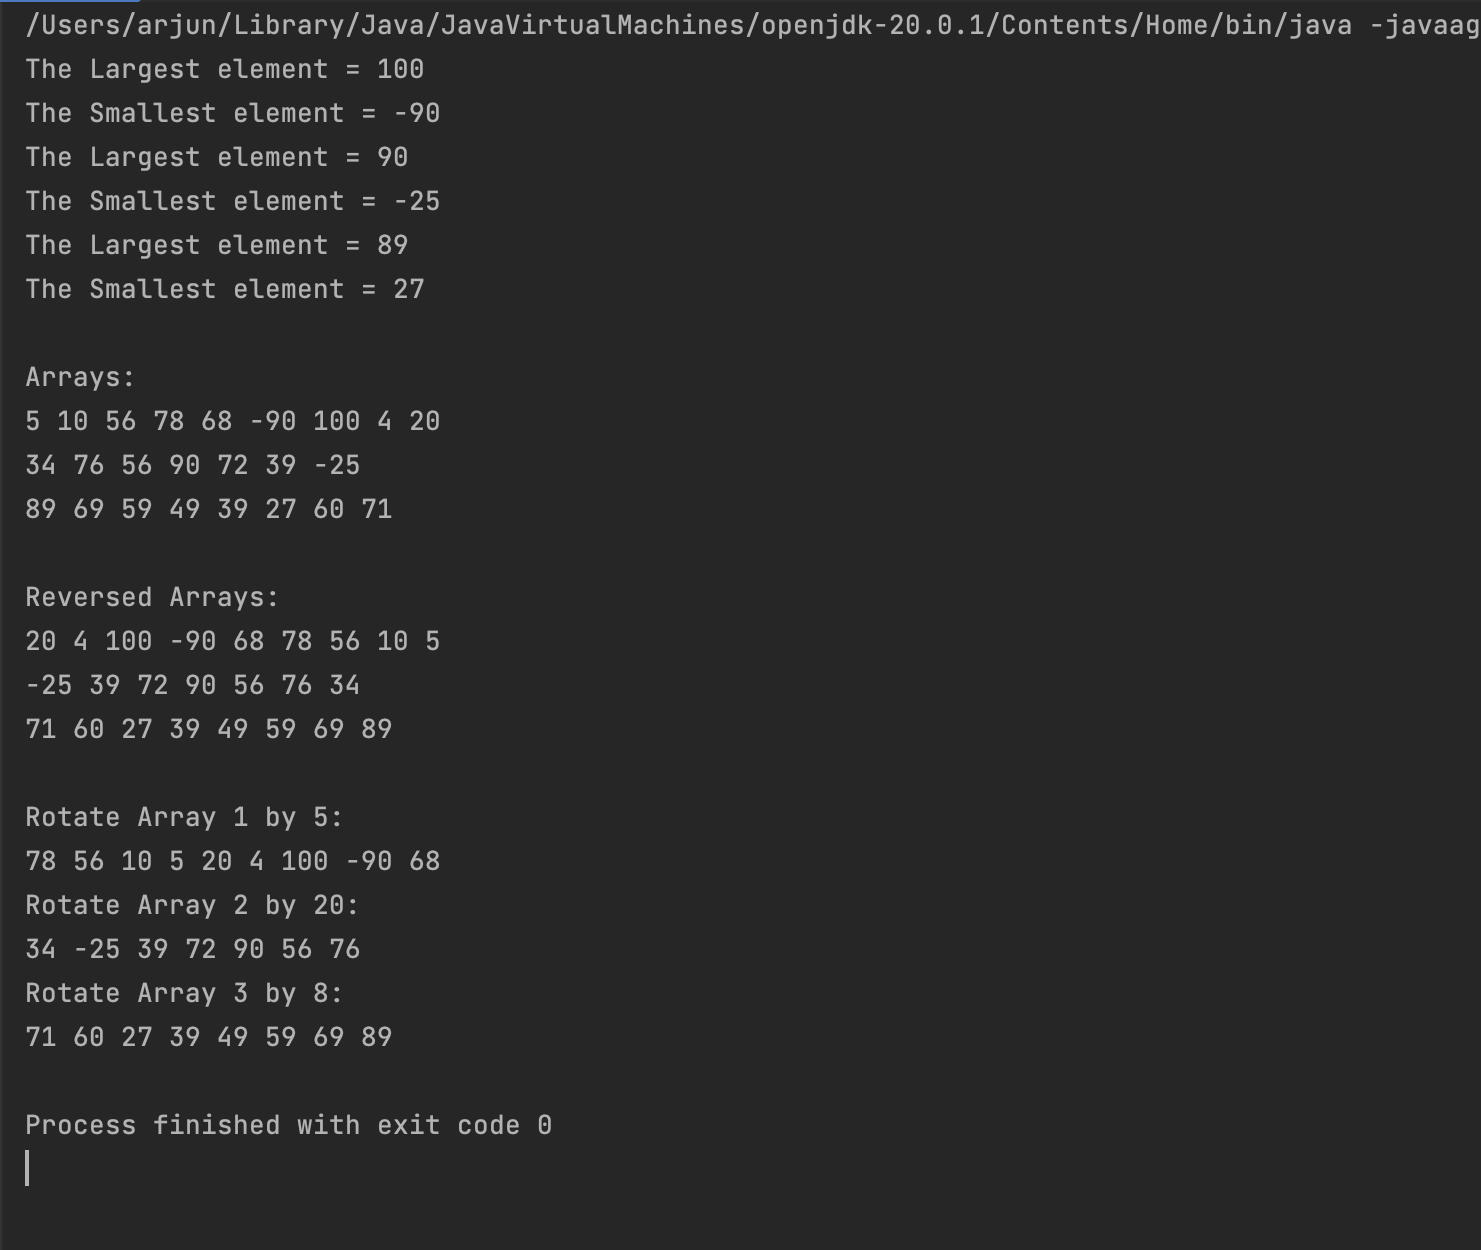 /Users/arjun/Library/Java/JavaVirtualMachines/openjdk-20.0.1/Contents/Home/bin/java -javaag
The Largest element = 100
The Smallest element = -90
The Largest element = 90
The Smallest element = -25
The Largest element = 89
The Smallest element = 27

Arrays:
5 10 56 78 68 -90 100 4 20
34 76 56 90 72 39 -25
89 69 59 49 39 27 60 71

Reversed Arrays:
20 4 100 -90 68 78 56 10 5
-25 39 72 90 56 76 34
71 60 27 39 49 59 69 89

Rotate Array 1 by 5:
78 56 10 5 20 4 100 -90 68
Rotate Array 2 by 20:
34 -25 39 72 90 56 76
Rotate Array 3 by 8:
71 60 27 39 49 59 69 89

Process finished with exit code 0